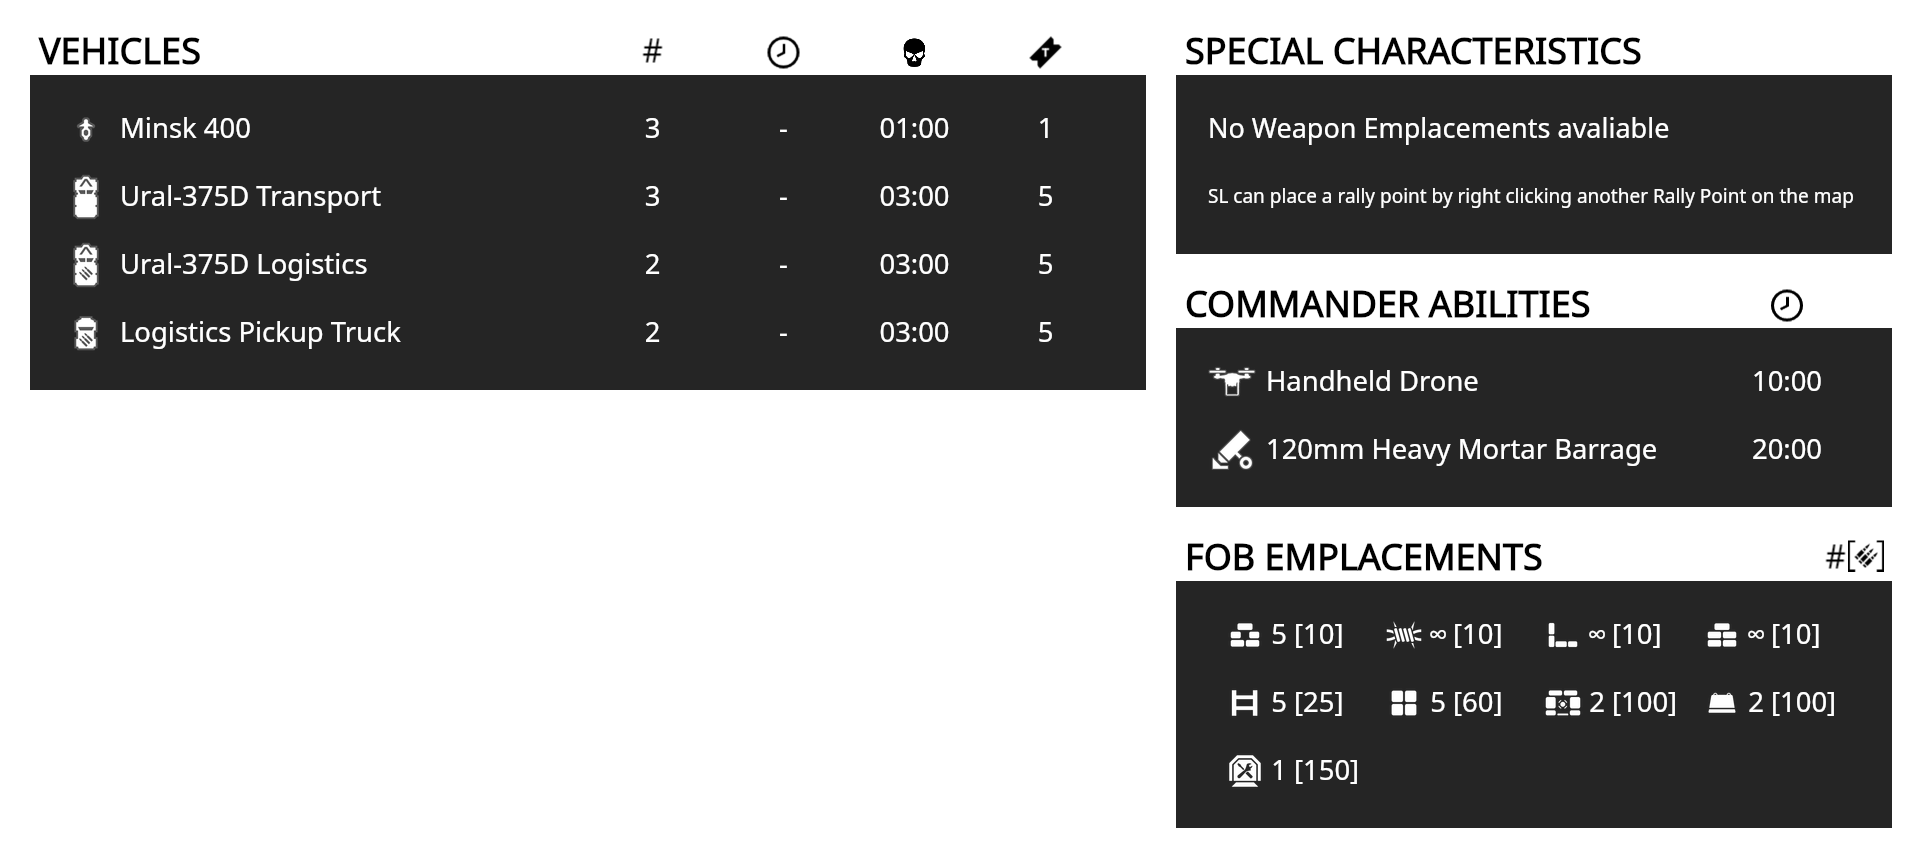 VEHICLES #
Minsk 400 3 - 01:00 1
Ural-375D Transport 3 - 03:00 5
Ural-375D Logistics 2 - 03:00 5
Logistics Pickup Truck 2 - 03:00 5
SPECIAL CHARACTERISTICS
No Weapon Emplacements avaliable
SL can place a rally point by right clicking another Rally Point on the map
COMMANDER ABILITIES
Handheld Drone 10:00
120mm Heavy Mortar Barrage 20:00
FOB EMPLACEMENTS #[ ]
5 [10] ∞ [10] ∞ [10] ∞ [10]
5 [25] 5 [60] 2 [100] 2 [100]
1 [150]